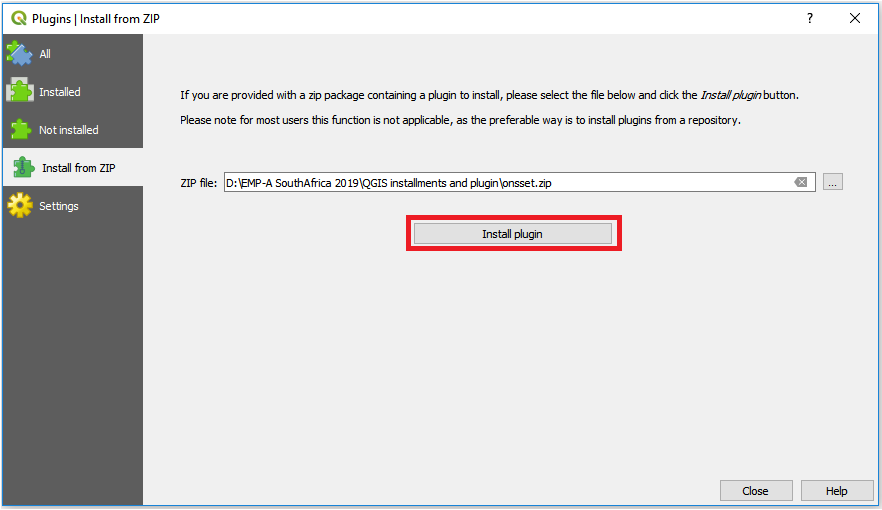 Plugins | Install from ZIP
?
All
Installed
Not installed
Install from ZIP
Settings
If you are provided with a zip package containing a plugin to install, please select the file below and click the Install plugin button.
Please note for most users this function is not applicable, as the preferable way is to install plugins from a repository.
ZIP file: D:\EMP-A SouthAfrica 2019\QGIS installments and plugin\onsset.zip ...
Install plugin
Close Help